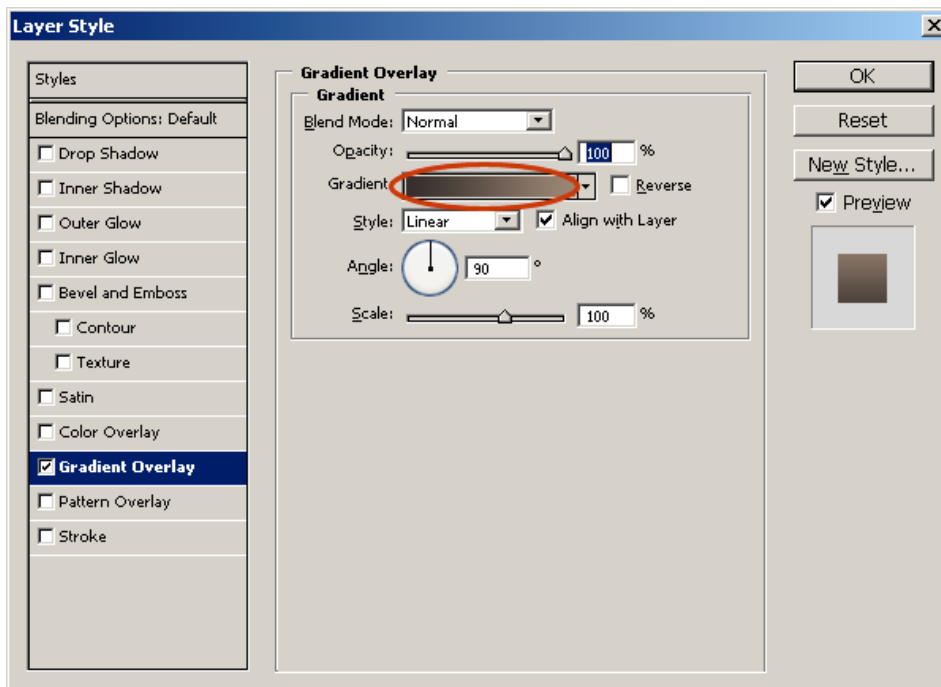 Layer Style
Styles
Blending Options: Default
Drop Shadow
Inner Shadow
Outer Glow
Inner Glow
Bevel and Emboss
Contour
Texture
Satin
Color Overlay
Gradient Overlay
Pattern Overlay
Stroke
Gradient Overlay
Gradient
Blend Mode: Normal
Opacity: 100 %
Gradient Reverse
Style: Linear Align with Layer
Angle: 90 °
Scale: 100 %
OK
Reset
New Style...
Preview